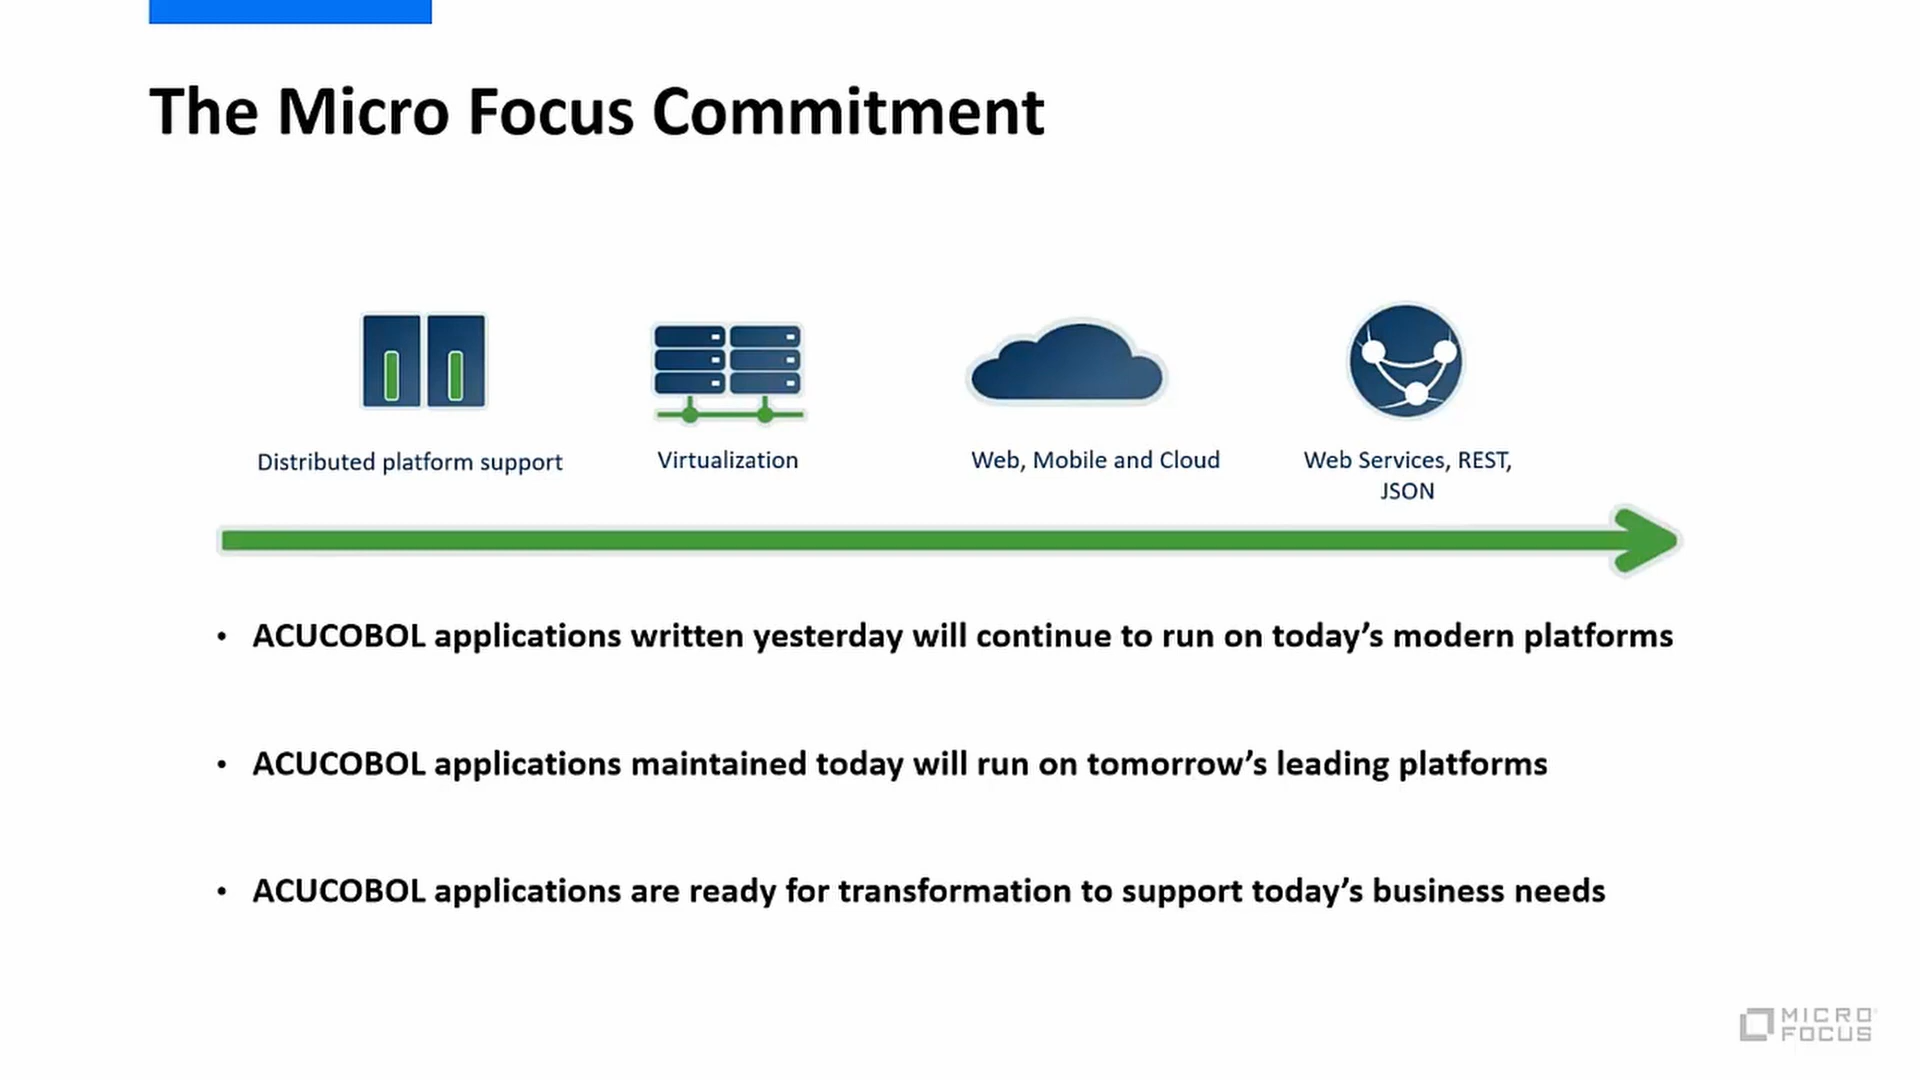 The Micro Focus Commitment
Distributed platform support
Virtualization
Web, Mobile and Cloud
Web Services, REST,
JSON
• ACUCOBOL applications written yesterday will continue to run on today’s modern platforms
• ACUCOBOL applications maintained today will run on tomorrow’s leading platforms
• ACUCOBOL applications are ready for transformation to support today’s business needs
MICRO
FOCUS